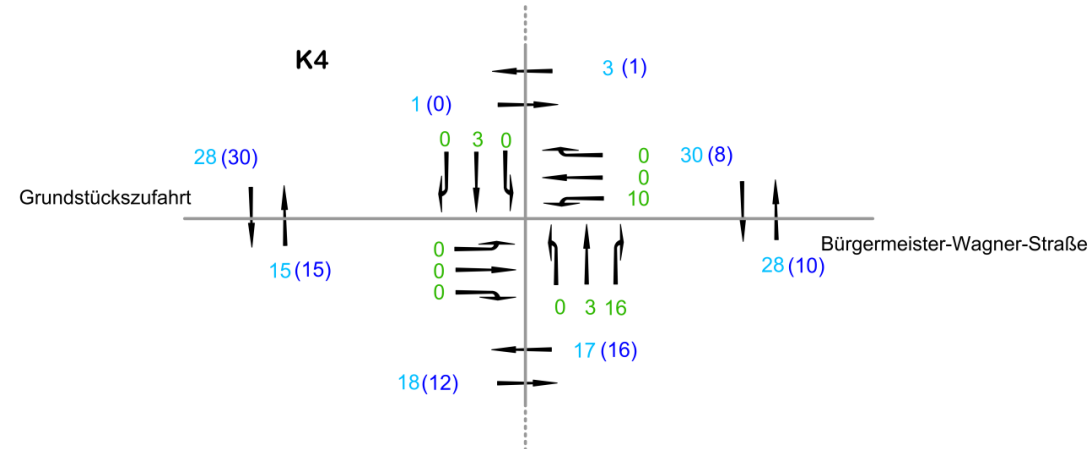 K4
3 (1)
1 (0)
0 3 0
28 (30)
0 30 (8)
0
10
Grundstückszufahrt
Bürgermeister-Wagner-Straße
0
0
0
15 (15)
28 (10)
0 3 16
17 (16)
18 (12)